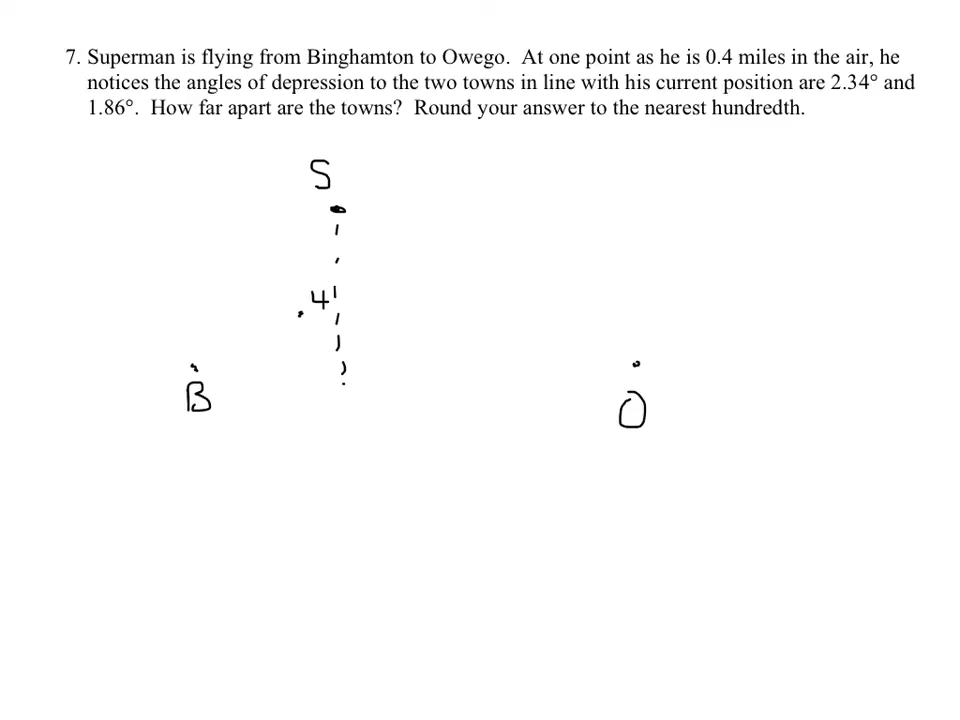 7. Superman is flying from Binghamton to Owego. At one point as he is 0.4 miles in the air, he
notices the angles of depression to the two towns in line with his current position are 2.34° and
1.86°. How far apart are the towns? Round your answer to the nearest hundredth.
S
.4
B
O